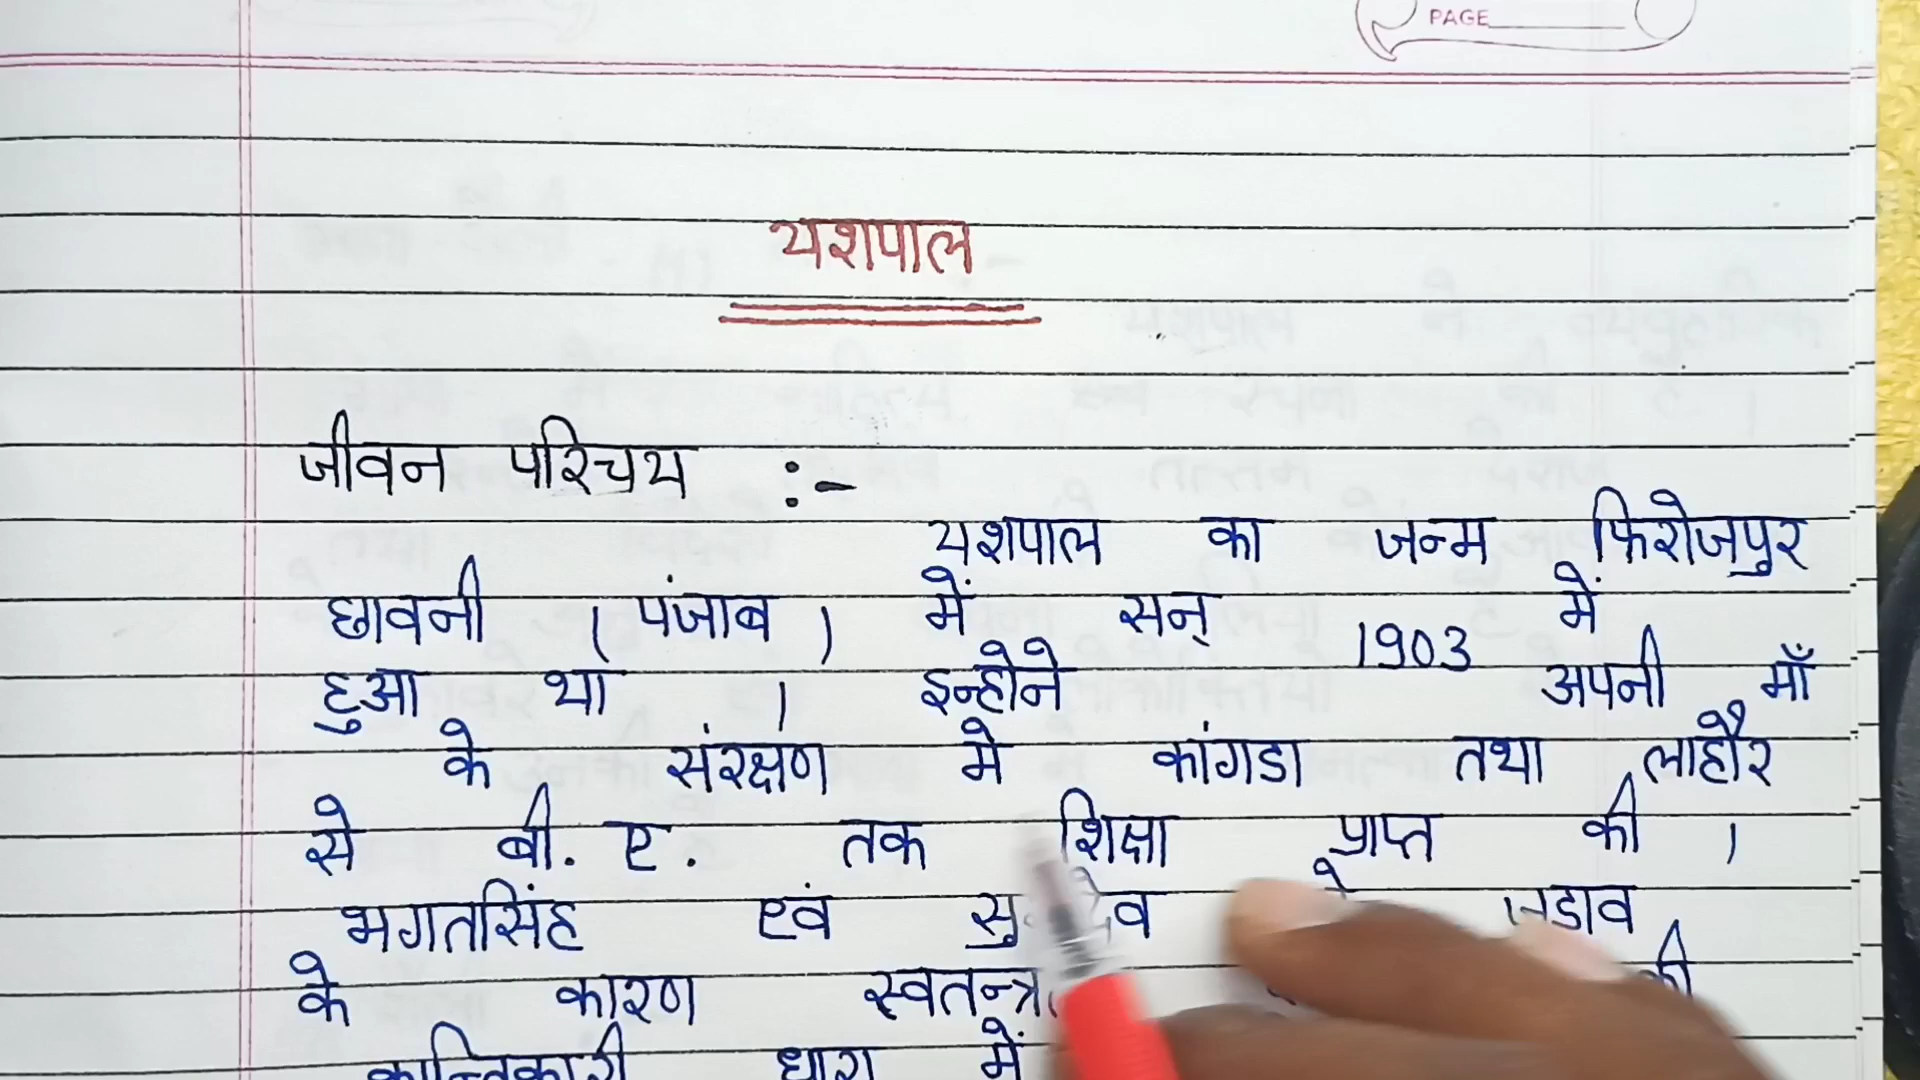 PAGE
यशपाल
जीवन परिचय :-
यशपाल का जन्म फिरोजपुर
छावनी (पंजाब) में सन् 1903 में
हुआ था । इन्होने अपनी माँ
के संरक्षण मे कांगडा तथा लाहौर
से बी. ए. तक शिक्षा प्राप्त की ।
भगतसिंह एवं
के कारण
क्रान्तिकारी धारा में